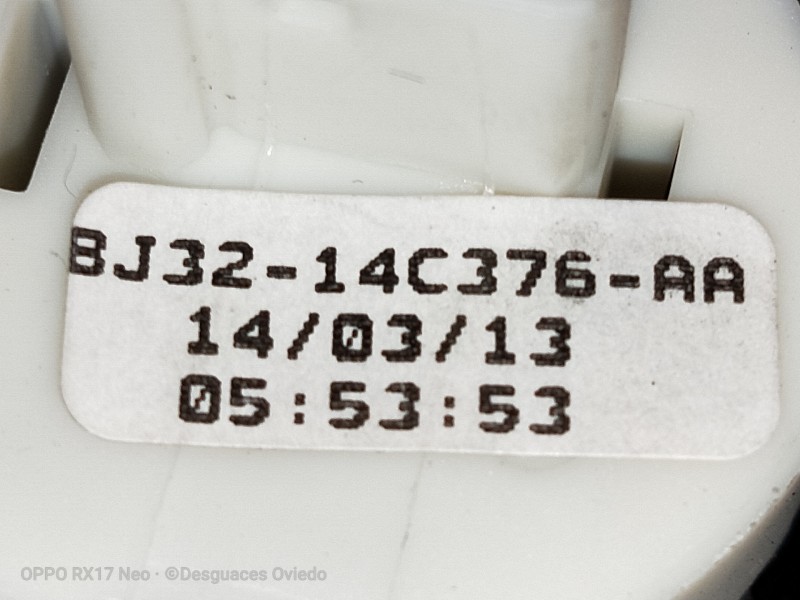 BJ32-14C376-AA
14/03/13
05:53:53
OPPO RX17 Neo · ©Desguaces Oviedo